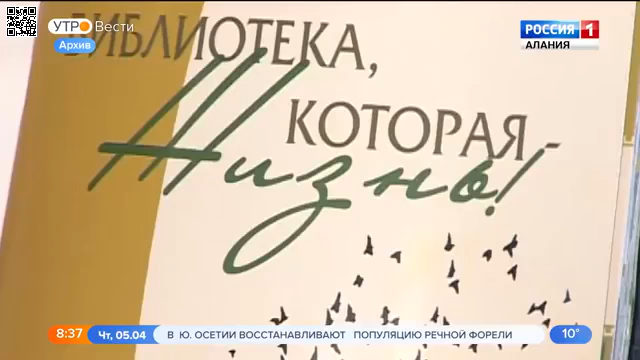 УТРО Вести
Архив
РОССИЯ 1
АЛАНИЯ
БИБЛИОТЕКА,
КОТОРАЯ -
Жизнь!
8:37 Чт, 05.04 В Ю. ОСЕТИИ ВОССТАНАВЛИВАЮТ ПОПУЛЯЦИЮ РЕЧНОЙ ФОРЕЛИ 10°